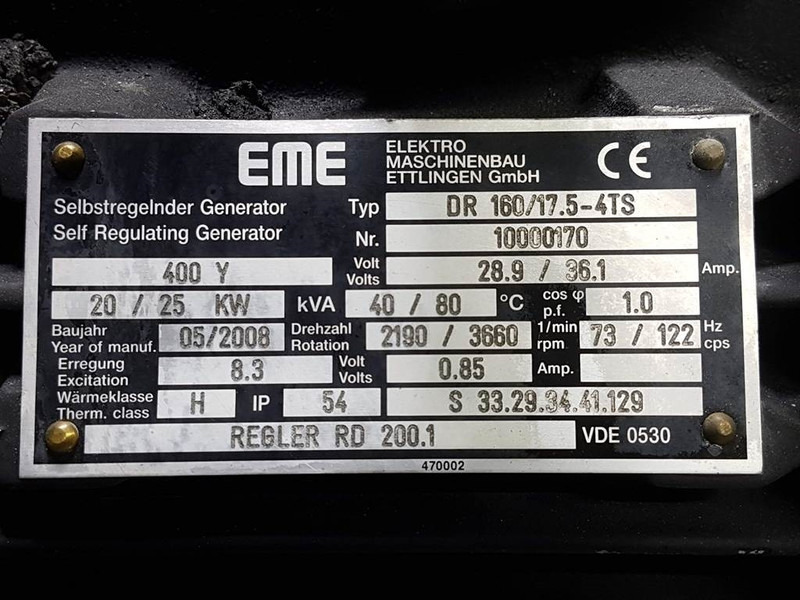 EME ELEKTRO MASCHINENBAU ETTLINGEN GmbH CE
Selbstregelnder Generator Typ DR 160/17.5-4TS
Self Regulating Generator Nr. 10000170
400 Y Volt Volts 28.9 / 36.1 Amp.
20 / 25 KW kVA 40 / 80 °C cos φ p.f. 1.0
Baujahr Year of manuf. 05/2008 Drehzahl Rotation 2190 / 3660 1/min rpm 73 / 122 Hz cps
Erregung Excitation 8.3 Volt Volts 0.85 Amp.
Wärmeklasse Therm. class H IP 54 S 33.29.34.41.129
REGLER RD 200.1 VDE 0530
470002